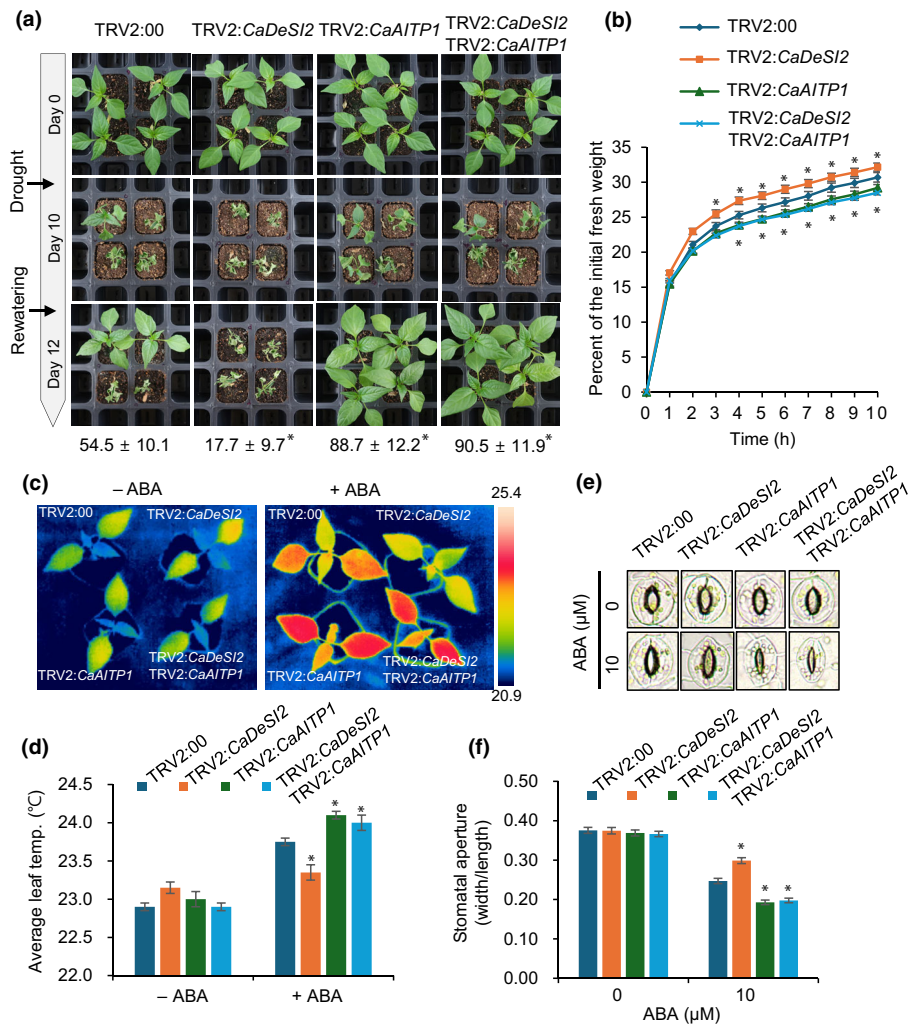 (a)
TRV2:00
TRV2:CaDeSI2
TRV2:CaAITP1
TRV2:CaDeSI2
TRV2:CaAITP1
Day 0
Drought
Day 10
Rewatering
Day 12
54.5 ± 10.1
17.7 ± 9.7*
88.7 ± 12.2*
90.5 ± 11.9*
(b)
TRV2:00
TRV2:CaDeSI2
TRV2:CaAITP1
TRV2:CaDeSI2
TRV2:CaAITP1
Percent of the initial fresh weight
35
30
25
20
15
10
5
0
* * * * * * * *
* * * * * * *
0 1 2 3 4 5 6 7 8 9 10
Time (h)
(c)
– ABA
+ ABA
25.4
TRV2:00
TRV2:CaDeSI2
TRV2:CaAITP1
TRV2:CaDeSI2
TRV2:CaAITP1
TRV2:00
TRV2:CaDeSI2
TRV2:CaAITP1
TRV2:CaDeSI2
TRV2:CaAITP1
20.9
(e)
TRV2:00
TRV2:CaDeSI2
TRV2:CaAITP1
TRV2:CaDeSI2
TRV2:CaAITP1
ABA (µM)
0
10
(d)
TRV2:00
TRV2:CaDeSI2
TRV2:CaAITP1
TRV2:CaDeSI2
TRV2:CaAITP1
Average leaf temp. (℃)
24.5
24.0
23.5
23.0
22.5
22.0
* * *
– ABA
+ ABA
(f)
TRV2:00
TRV2:CaDeSI2
TRV2:CaAITP1
TRV2:CaDeSI2
TRV2:CaAITP1
Stomatal aperture
(width/length)
0.50
0.40
0.30
0.20
0.10
0.00
* * *
0
10
ABA (µM)